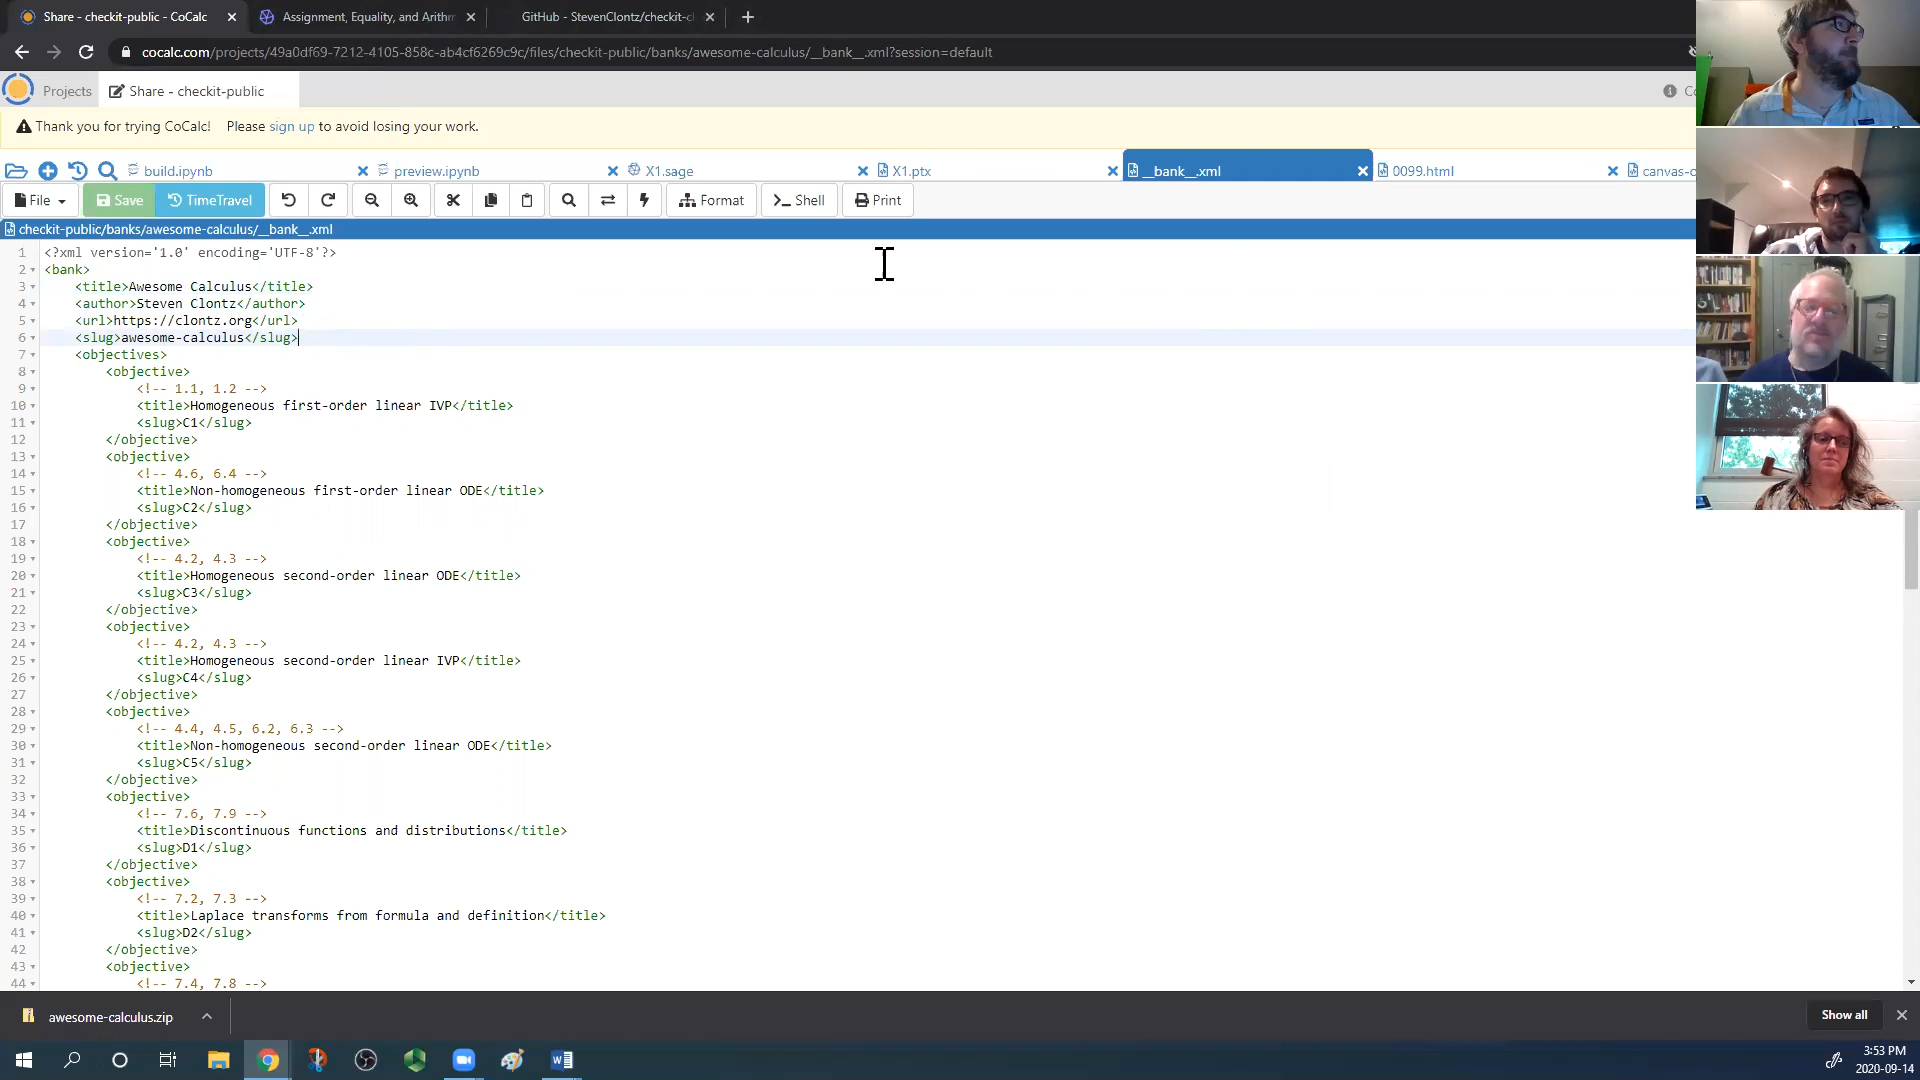 Share - checkit-public - CoCalc
Assignment, Equality, and Arithm
GitHub - StevenClontz/checkit-c
cocalc.com/projects/49a0df69-7212-4105-858c-ab4cf6269c9c/files/checkit-public/banks/awesome-calculus/__bank__.xml?session=default
Projects
Share - checkit-public
Thank you for trying CoCalc! Please sign up to avoid losing your work.
build.ipynb
preview.ipynb
X1.sage
X1.ptx
__bank__.xml
0099.html
canvas-o
File
Save
TimeTravel
Format
Shell
Print
checkit-public/banks/awesome-calculus/__bank__.xml
1 <?xml version='1.0' encoding='UTF-8'?>
2 <bank>
3 <title>Awesome Calculus</title>
4 <author>Steven Clontz</author>
5 <url>https://clontz.org</url>
6 <slug>awesome-calculus</slug>
7 <objectives>
8 <objective>
9 <!-- 1.1, 1.2 -->
10 <title>Homogeneous first-order linear IVP</title>
11 <slug>C1</slug>
12 </objective>
13 <objective>
14 <!-- 4.6, 6.4 -->
15 <title>Non-homogeneous first-order linear ODE</title>
16 <slug>C2</slug>
17 </objective>
18 <objective>
19 <!-- 4.2, 4.3 -->
20 <title>Homogeneous second-order linear ODE</title>
21 <slug>C3</slug>
22 </objective>
23 <objective>
24 <!-- 4.2, 4.3 -->
25 <title>Homogeneous second-order linear IVP</title>
26 <slug>C4</slug>
27 </objective>
28 <objective>
29 <!-- 4.4, 4.5, 6.2, 6.3 -->
30 <title>Non-homogeneous second-order linear ODE</title>
31 <slug>C5</slug>
32 </objective>
33 <objective>
34 <!-- 7.6, 7.9 -->
35 <title>Discontinuous functions and distributions</title>
36 <slug>D1</slug>
37 </objective>
38 <objective>
39 <!-- 7.2, 7.3 -->
40 <title>Laplace transforms from formula and definition</title>
41 <slug>D2</slug>
42 </objective>
43 <objective>
44 <!-- 7.4, 7.8 -->
awesome-calculus.zip
Show all
3:53 PM
2020-09-14